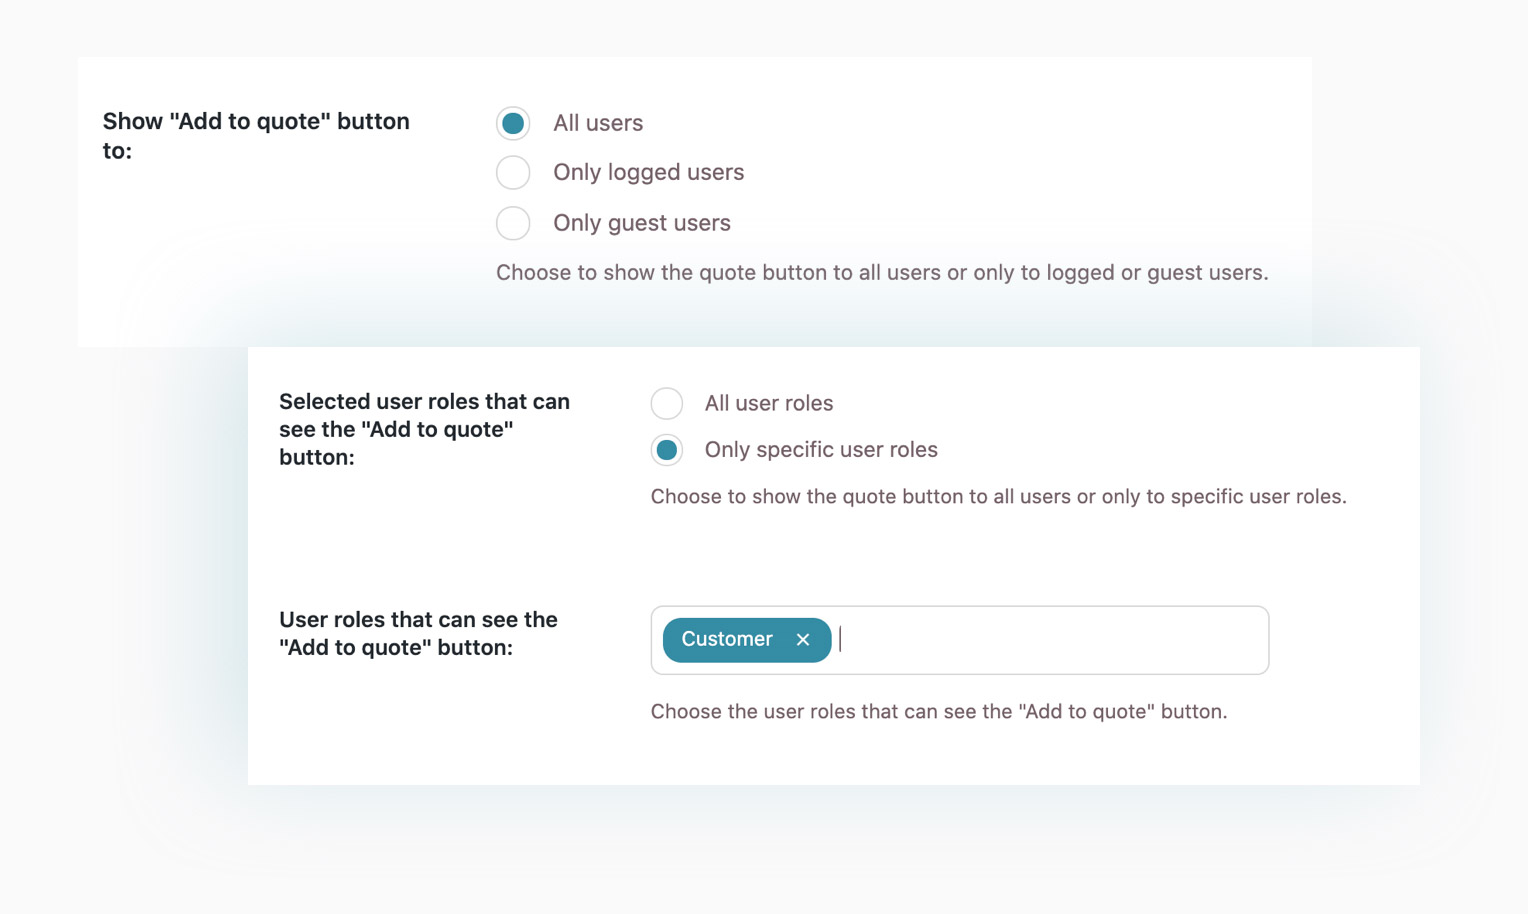 Show "Add to quote" button
to:
All users
Only logged users
Only guest users
Choose to show the quote button to all users or only to logged or guest users.
Selected user roles that can
see the "Add to quote"
button:
All user roles
Only specific user roles
Choose to show the quote button to all users or only to specific user roles.
User roles that can see the
"Add to quote" button:
Customer ×
Choose the user roles that can see the "Add to quote" button.